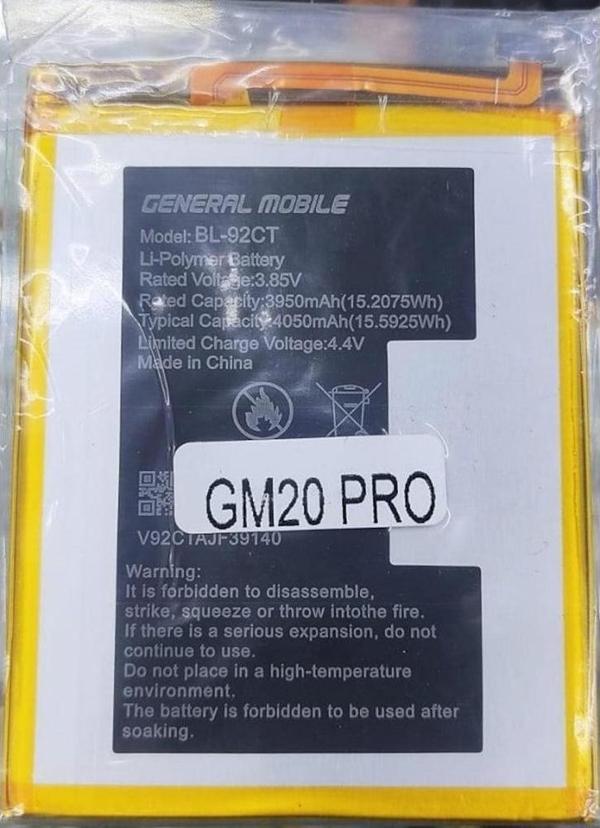 GENERAL MOBILE
Model: BL-92CT
Li-Polymer Battery
Rated Voltage:3.85V
Rated Capacity:3950mAh(15.2075Wh)
Typical Capacity:4050mAh(15.5925Wh)
Limited Charge Voltage:4.4V
Made in China
GM20 PRO
V92CTAJF39140
Warning:
It is forbidden to disassemble,
strike, squeeze or throw intothe fire.
If there is a serious expansion, do not
continue to use.
Do not place in a high-temperature
environment.
The battery is forbidden to be used after
soaking.